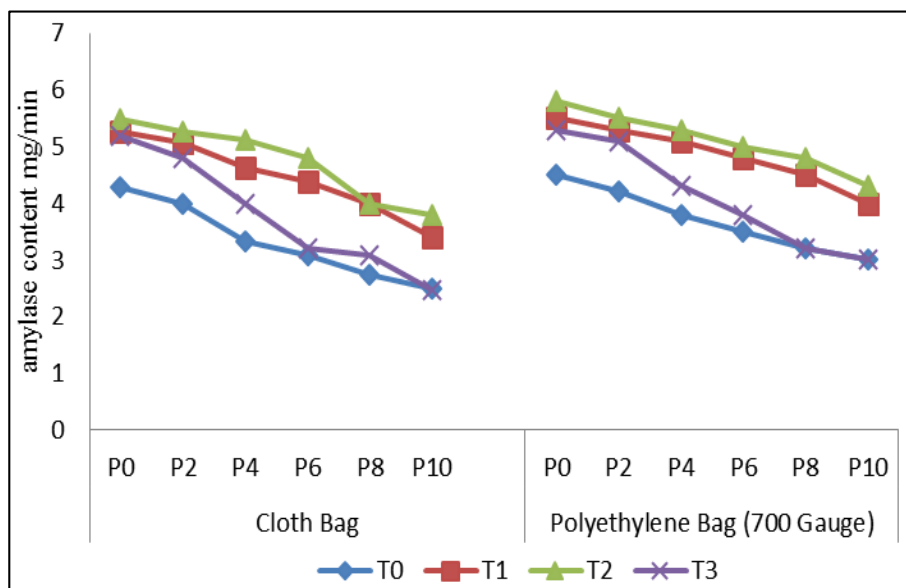 amylase content mg/min
7
6
5
4
3
2
1
0
P0 P2 P4 P6 P8 P10 P0 P2 P4 P6 P8 P10
Cloth Bag Polyethylene Bag (700 Gauge)
T0 T1 T2 T3